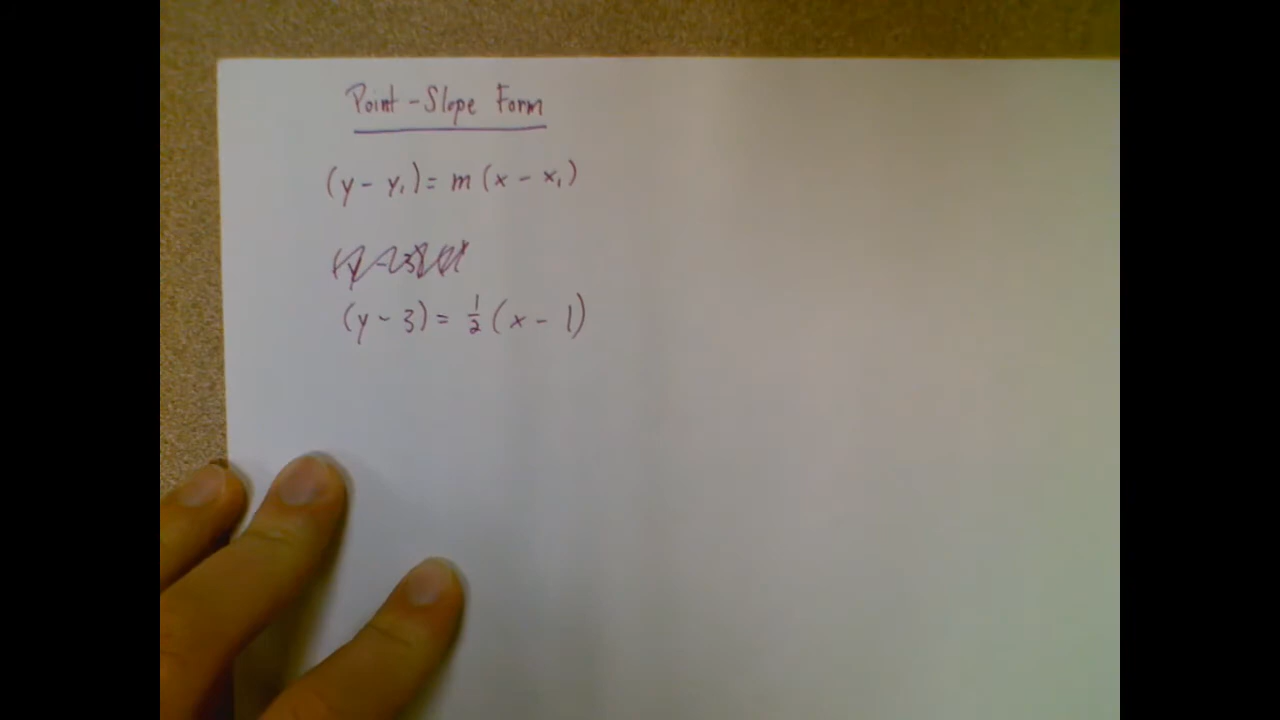 Point-Slope Form
(y - y₁) = m (x - x₁)
(y - 3) = 1/2 (x - 1)